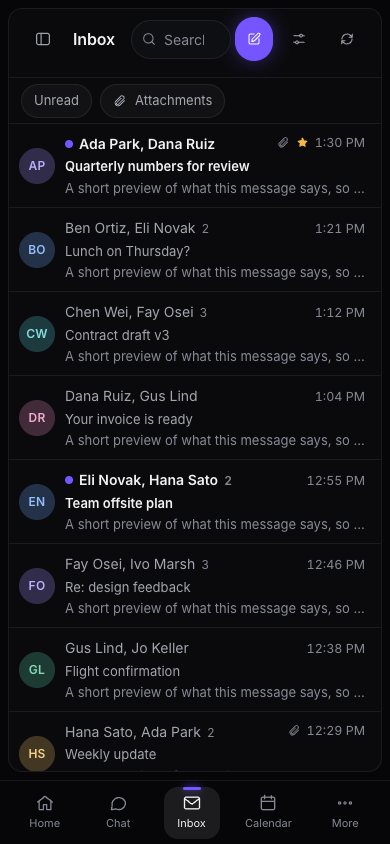 Inbox Search
Unread Attachments
AP Ada Park, Dana Ruiz 1:30 PM
Quarterly numbers for review
A short preview of what this message says, so ...
BO Ben Ortiz, Eli Novak 2 1:21 PM
Lunch on Thursday?
A short preview of what this message says, so ...
CW Chen Wei, Fay Osei 3 1:12 PM
Contract draft v3
A short preview of what this message says, so ...
DR Dana Ruiz, Gus Lind 1:04 PM
Your invoice is ready
A short preview of what this message says, so ...
EN Eli Novak, Hana Sato 2 12:55 PM
Team offsite plan
A short preview of what this message says, so ...
FO Fay Osei, Ivo Marsh 3 12:46 PM
Re: design feedback
A short preview of what this message says, so ...
GL Gus Lind, Jo Keller 12:38 PM
Flight confirmation
A short preview of what this message says, so ...
HS Hana Sato, Ada Park 2 12:29 PM
Weekly update
Home Chat Inbox Calendar More